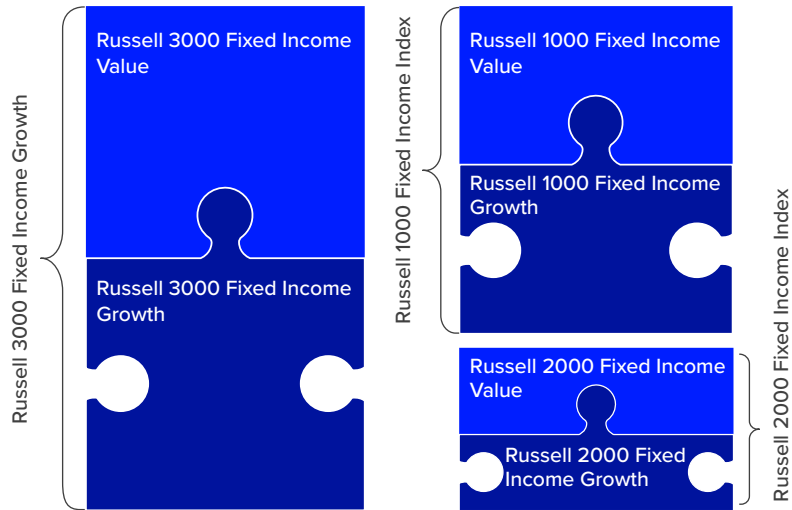 Russell 3000 Fixed Income Growth
Russell 3000 Fixed Income
Value
Russell 3000 Fixed Income
Growth
Russell 1000 Fixed Income Index
Russell 1000 Fixed Income
Value
Russell 1000 Fixed Income
Growth
Russell 2000 Fixed Income
Value
Russell 2000 Fixed
Income Growth
Russell 2000 Fixed Income Index